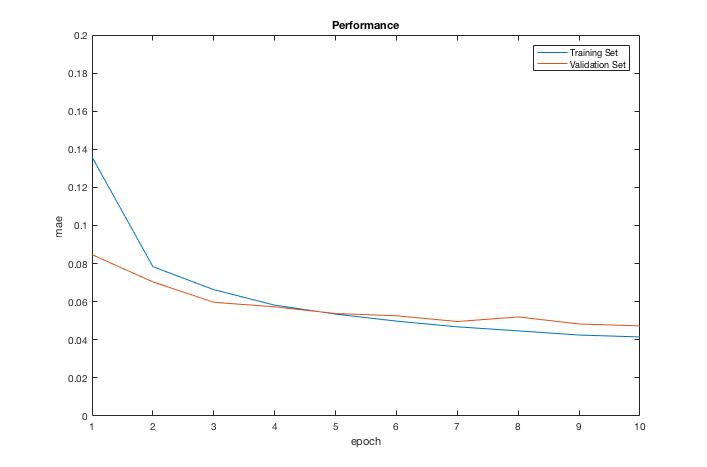 Performance
0.2
0.18
0.16
0.14
0.12
0.1
0.08
0.06
0.04
0.02
0
mae
Training Set
Validation Set
1 2 3 4 5 6 7 8 9 10
epoch